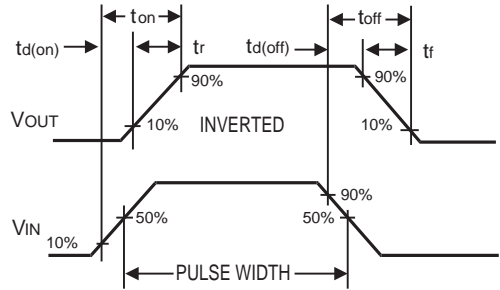 ton
toff
td(on)
tr
td(off)
tf
90%
90%
VOUT
10%
INVERTED
10%
90%
VIN
50%
50%
10%
PULSE WIDTH